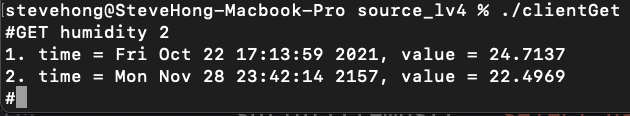 [stevehong@SteveHong-Macbook-Pro source_lv4 % ./clientGet
#GET humidity 2
1. time = Fri Oct 22 17:13:59 2021, value = 24.7137
2. time = Mon Nov 28 23:42:14 2157, value = 22.4969
#